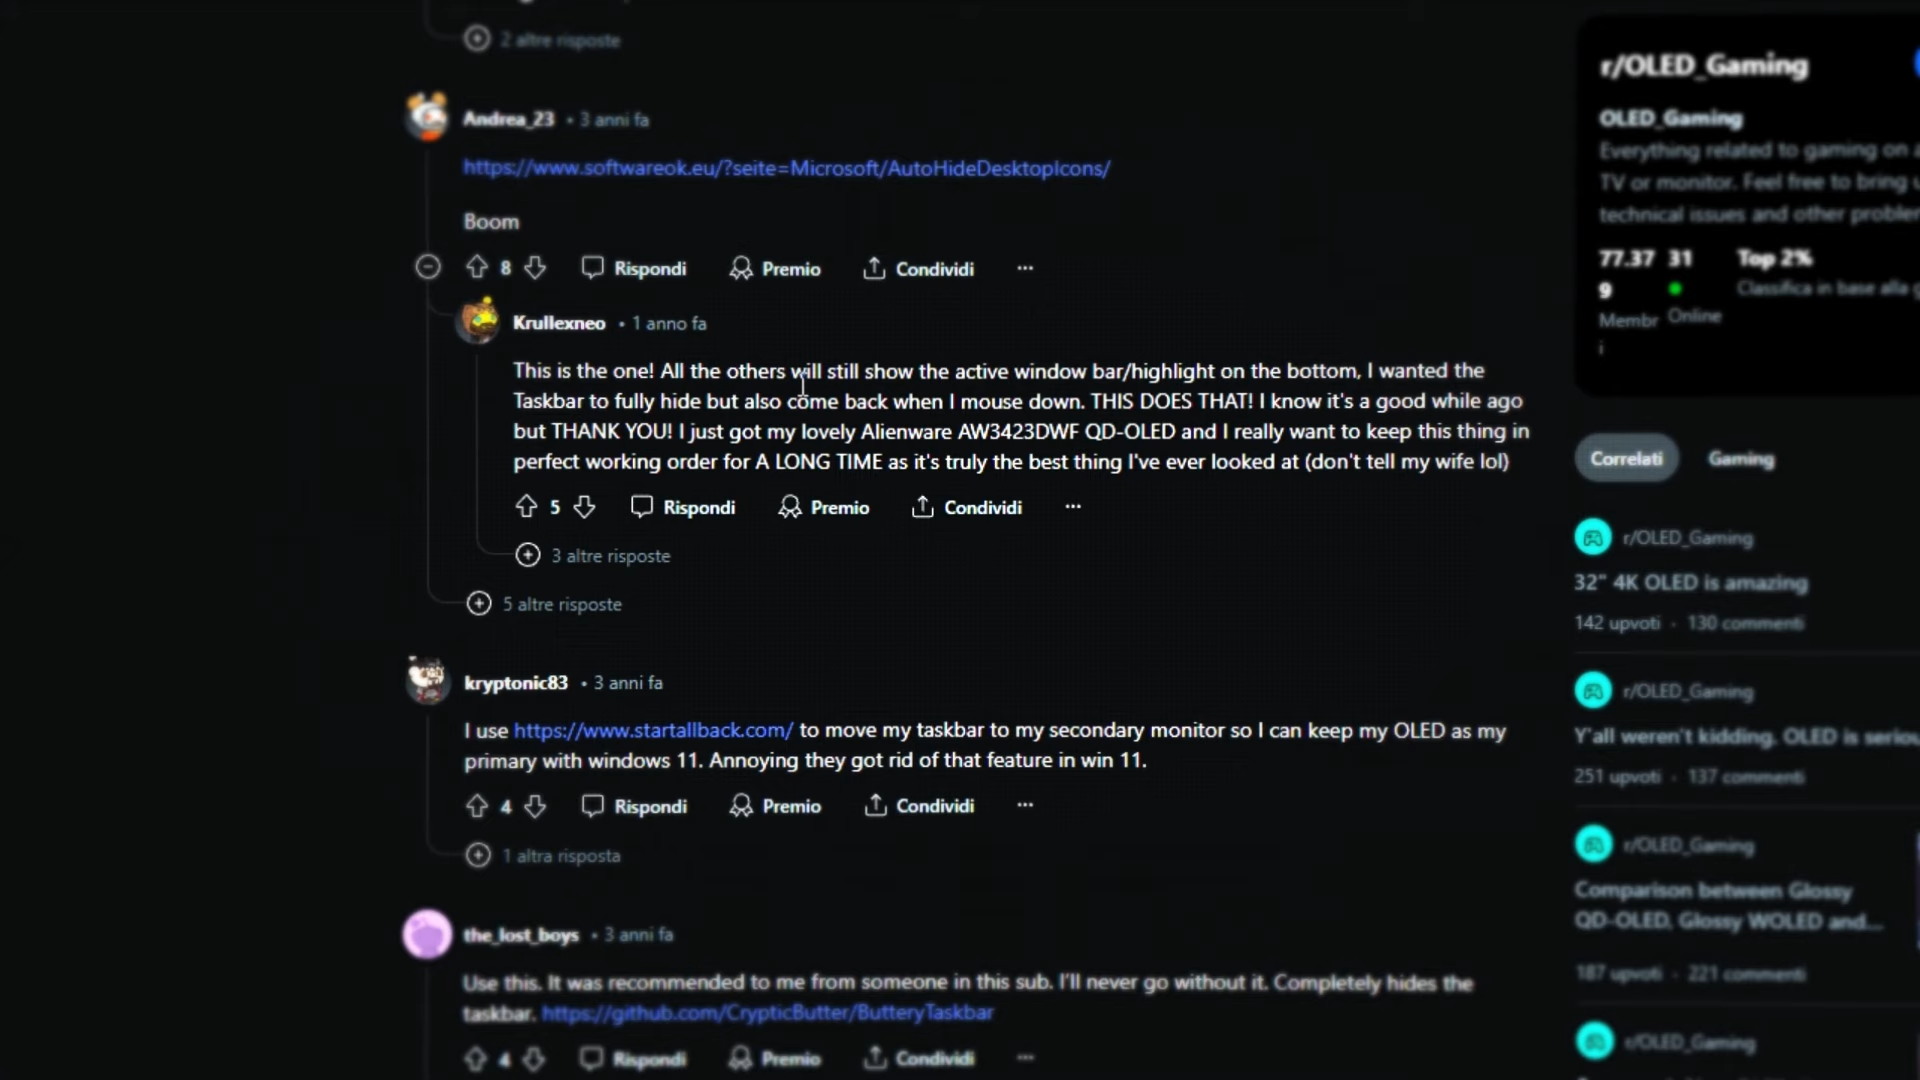 2 altre risposte
Andrea_23 • 3 anni fa
https://www.softwareok.eu/?seite=Microsoft/AutoHideDesktopIcons/
Boom
8 Rispondi Premio Condividi ...
Krullexneo • 1 anno fa
This is the one! All the others will still show the active window bar/highlight on the bottom, I wanted the
Taskbar to fully hide but also come back when I mouse down. THIS DOES THAT! I know it's a good while ago
but THANK YOU! I just got my lovely Alienware AW3423DWF QD-OLED and I really want to keep this thing in
perfect working order for A LONG TIME as it's truly the best thing I've ever looked at (don't tell my wife lol)
5 Rispondi Premio Condividi ...
3 altre risposte
5 altre risposte
kryptonic83 • 3 anni fa
I use https://www.startallback.com/ to move my taskbar to my secondary monitor so I can keep my OLED as my
primary with windows 11. Annoying they got rid of that feature in win 11.
4 Rispondi Premio Condividi ...
1 altra risposta
the_lost_boys • 3 anni fa
Use this. It was recommended to me from someone in this sub. I'll never go without it. Completely hides the
taskbar. https://github.com/CrypticButter/ButteryTaskbar
4 Rispondi Premio Condividi ...
r/OLED_Gaming
OLED_Gaming
Everything related to gaming on
TV or monitor. Feel free to bring
technical issues and other
77.37 31 Top 2%
9 Classifica in base alla
Membr Online
i
Correlati Gaming
r/OLED_Gaming
32" 4K OLED is amazing
142 upvoti · 130 commenti
r/OLED_Gaming
Y'all weren't kidding. OLED is
251 upvoti · 137 commenti
r/OLED_Gaming
Comparison between Glossy
QD-OLED, Glossy WOLED and...
187 upvoti · 221 commenti
r/OLED_Gaming